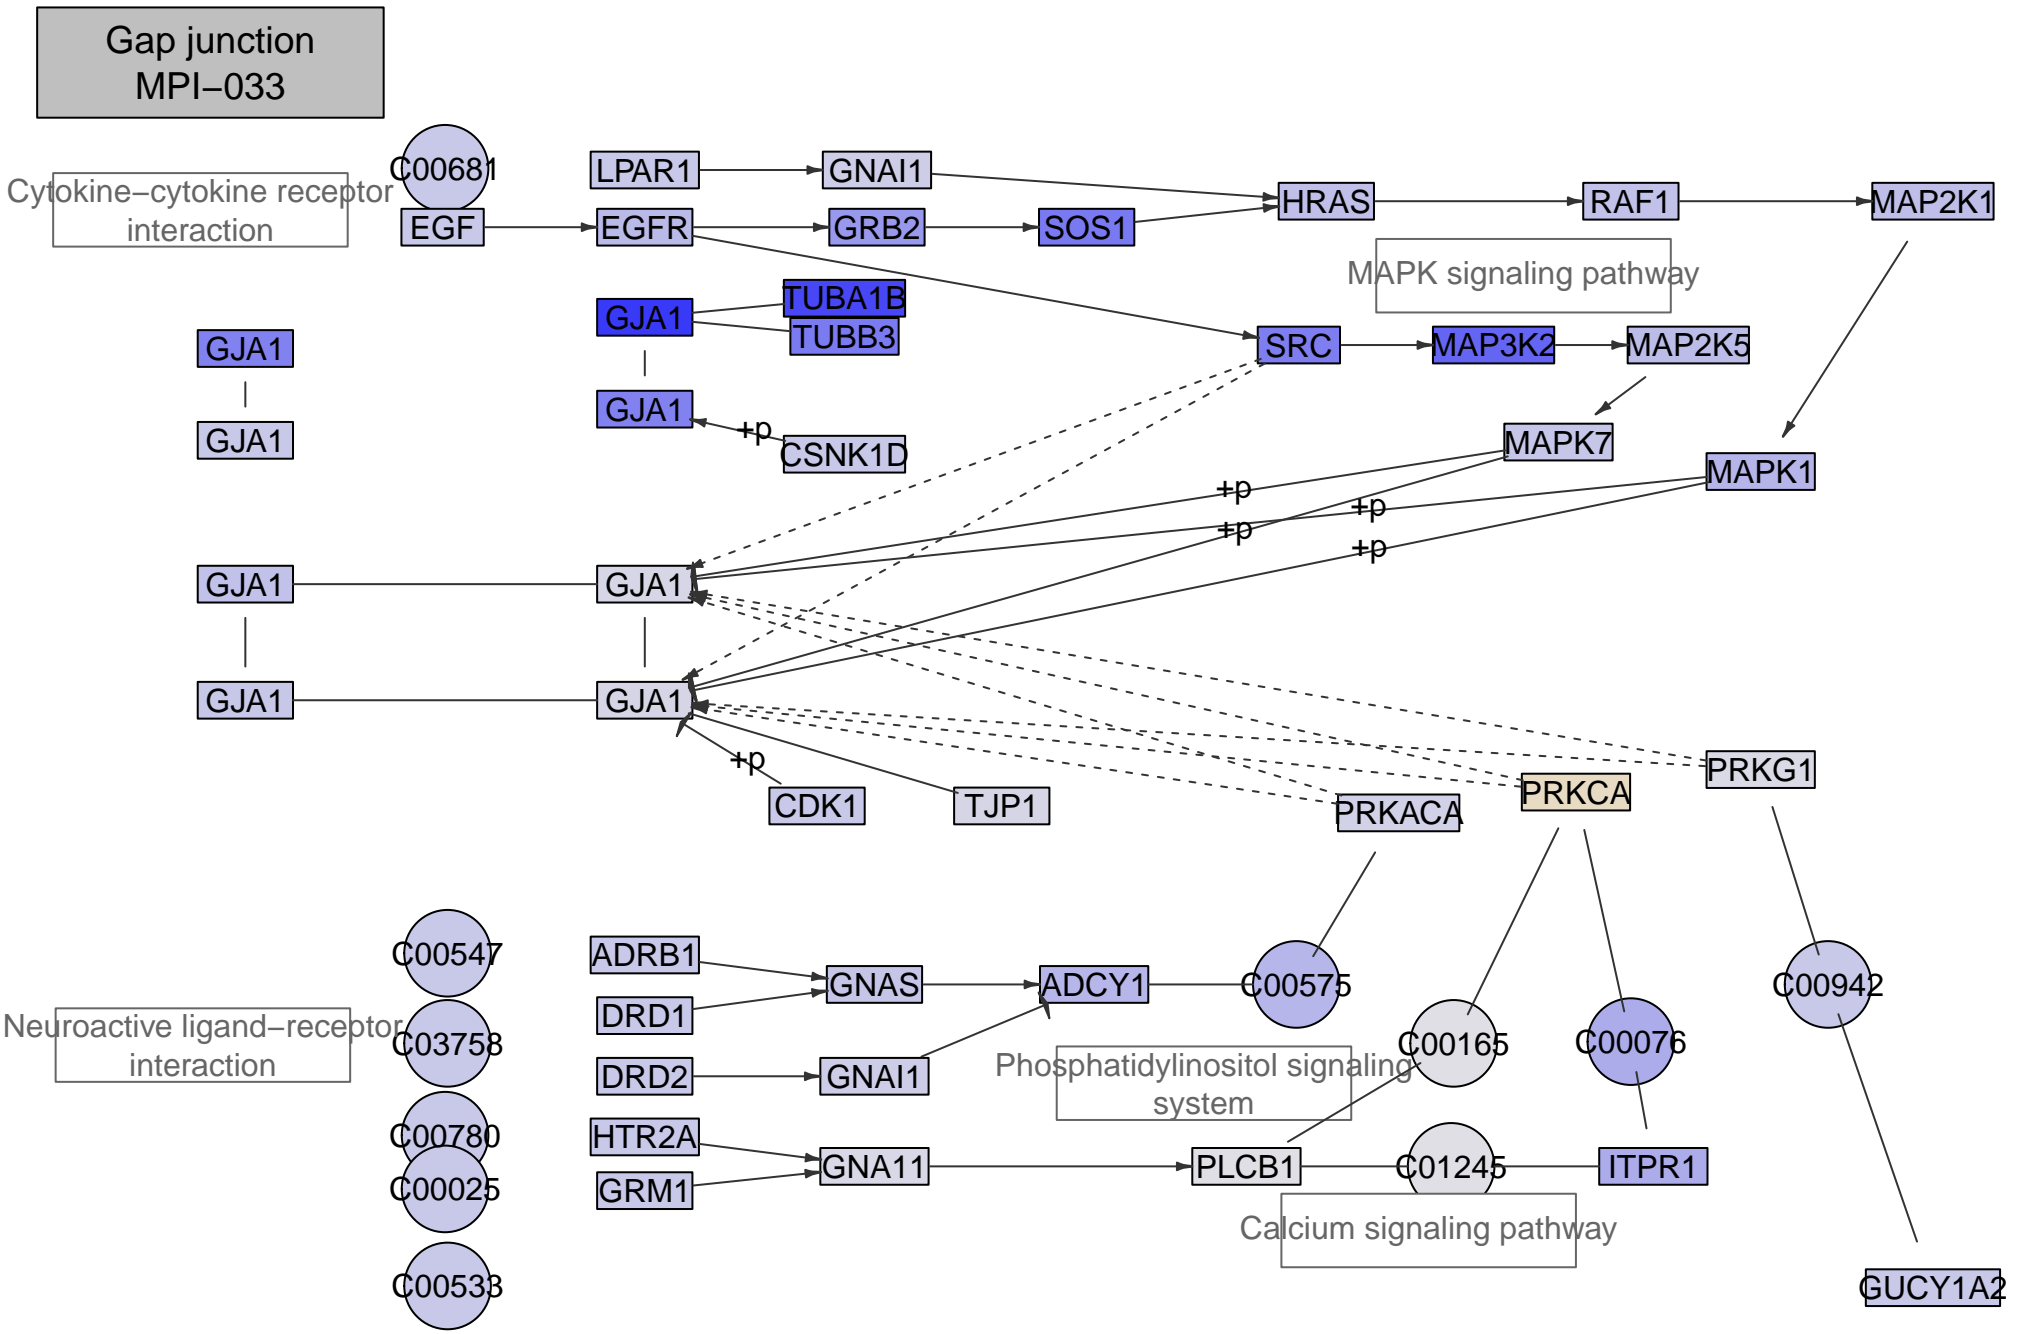 Gap junction
MPI−033
C00681
LPAR1
GNAI1
Cytokine−cytokine receptor
interaction
HRAS
RAF1
MAP2K1
EGF
EGFR
GRB2
SOS1
MAPK signaling pathway
TUBA1B
GJA1
TUBB3
GJA1
SRC
MAP3K2
MAP2K5
GJA1
+p
CSNK1D
GJA1
MAPK7
MAPK1
+p
+p
+p
+p
GJA1
GJA1
GJA1
GJA1
+p
CDK1
TJP1
PRKACA
PRKCA
PRKG1
C00547
ADRB1
GNAS
ADCY1
C00575
C00942
DRD1
Neuroactive ligand−receptor
interaction
C03758
C00165
C00076
DRD2
GNAI1
Phosphatidylinositol signaling
system
C00780
HTR2A
GNA11
PLCB1
C01245
ITPR1
C00025
GRM1
Calcium signaling pathway
C00533
GUCY1A2